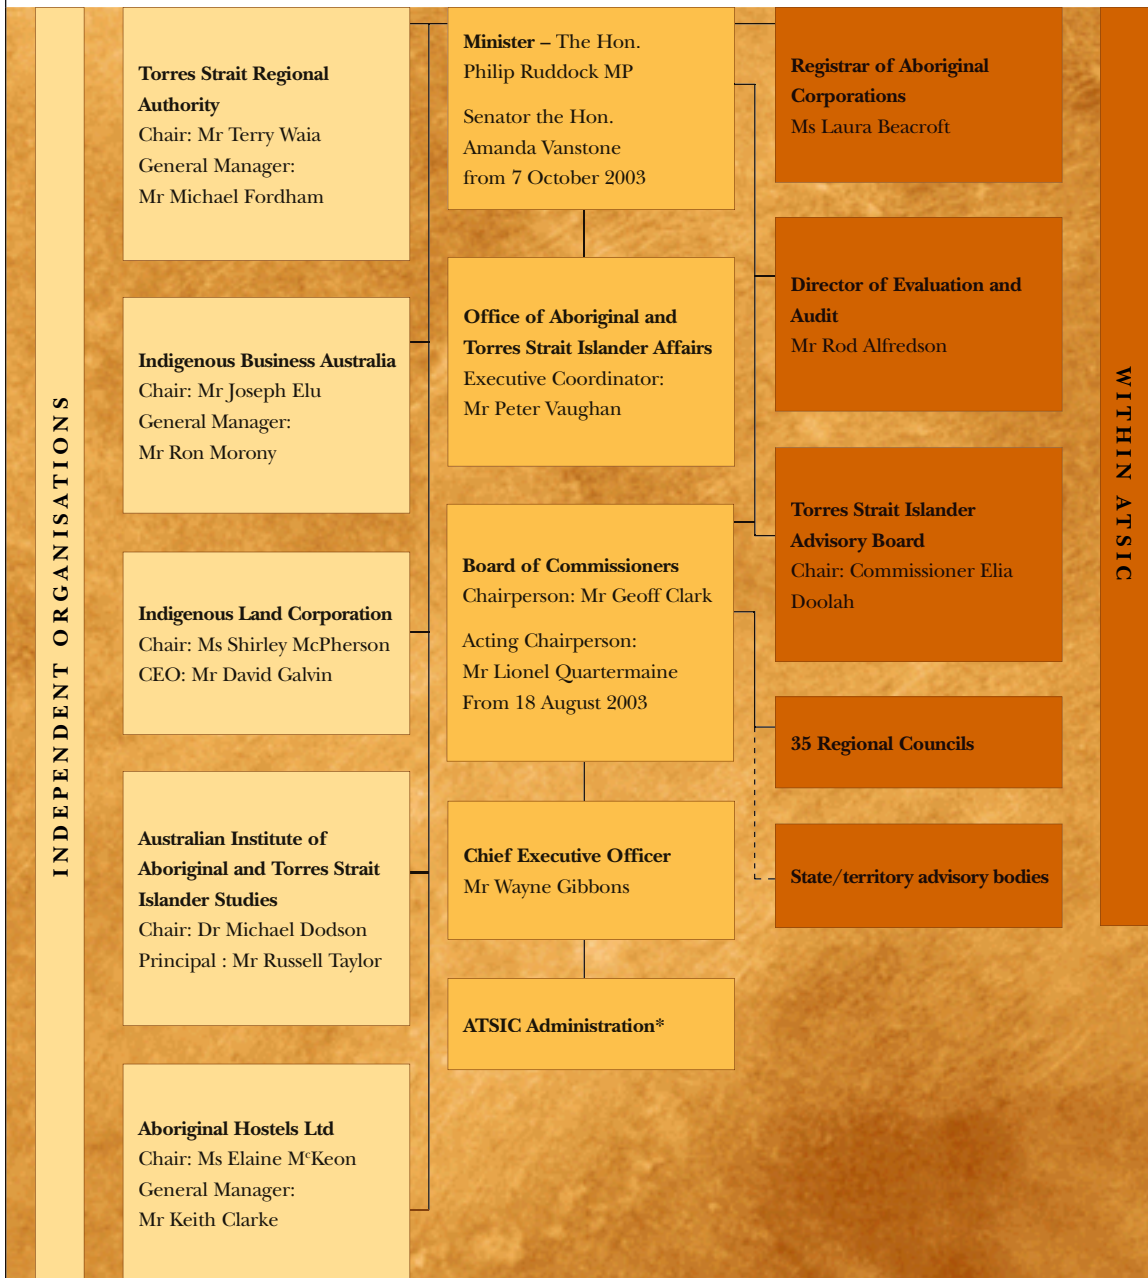 INDEPENDENT ORGANISATIONS
Torres Strait Regional
Authority
Chair: Mr Terry Waia
General Manager:
Mr Michael Fordham
Indigenous Business Australia
Chair: Mr Joseph Elu
General Manager:
Mr Ron Morony
Indigenous Land Corporation
Chair: Ms Shirley McPherson
CEO: Mr David Galvin
Australian Institute of
Aboriginal and Torres Strait
Islander Studies
Chair: Dr Michael Dodson
Principal : Mr Russell Taylor
Aboriginal Hostels Ltd
Chair: Ms Elaine McKeon
General Manager:
Mr Keith Clarke
Minister – The Hon.
Philip Ruddock MP
Senator the Hon.
Amanda Vanstone
from 7 October 2003
Office of Aboriginal and
Torres Strait Islander Affairs
Executive Coordinator:
Mr Peter Vaughan
Board of Commissioners
Chairperson: Mr Geoff Clark
Acting Chairperson:
Mr Lionel Quartermaine
From 18 August 2003
Chief Executive Officer
Mr Wayne Gibbons
ATSIC Administration*
Registrar of Aboriginal
Corporations
Ms Laura Beacroft
Director of Evaluation and
Audit
Mr Rod Alfredson
Torres Strait Islander
Advisory Board
Chair: Commissioner Elia
Doolah
35 Regional Councils
State/territory advisory bodies
WITHIN ATSIC